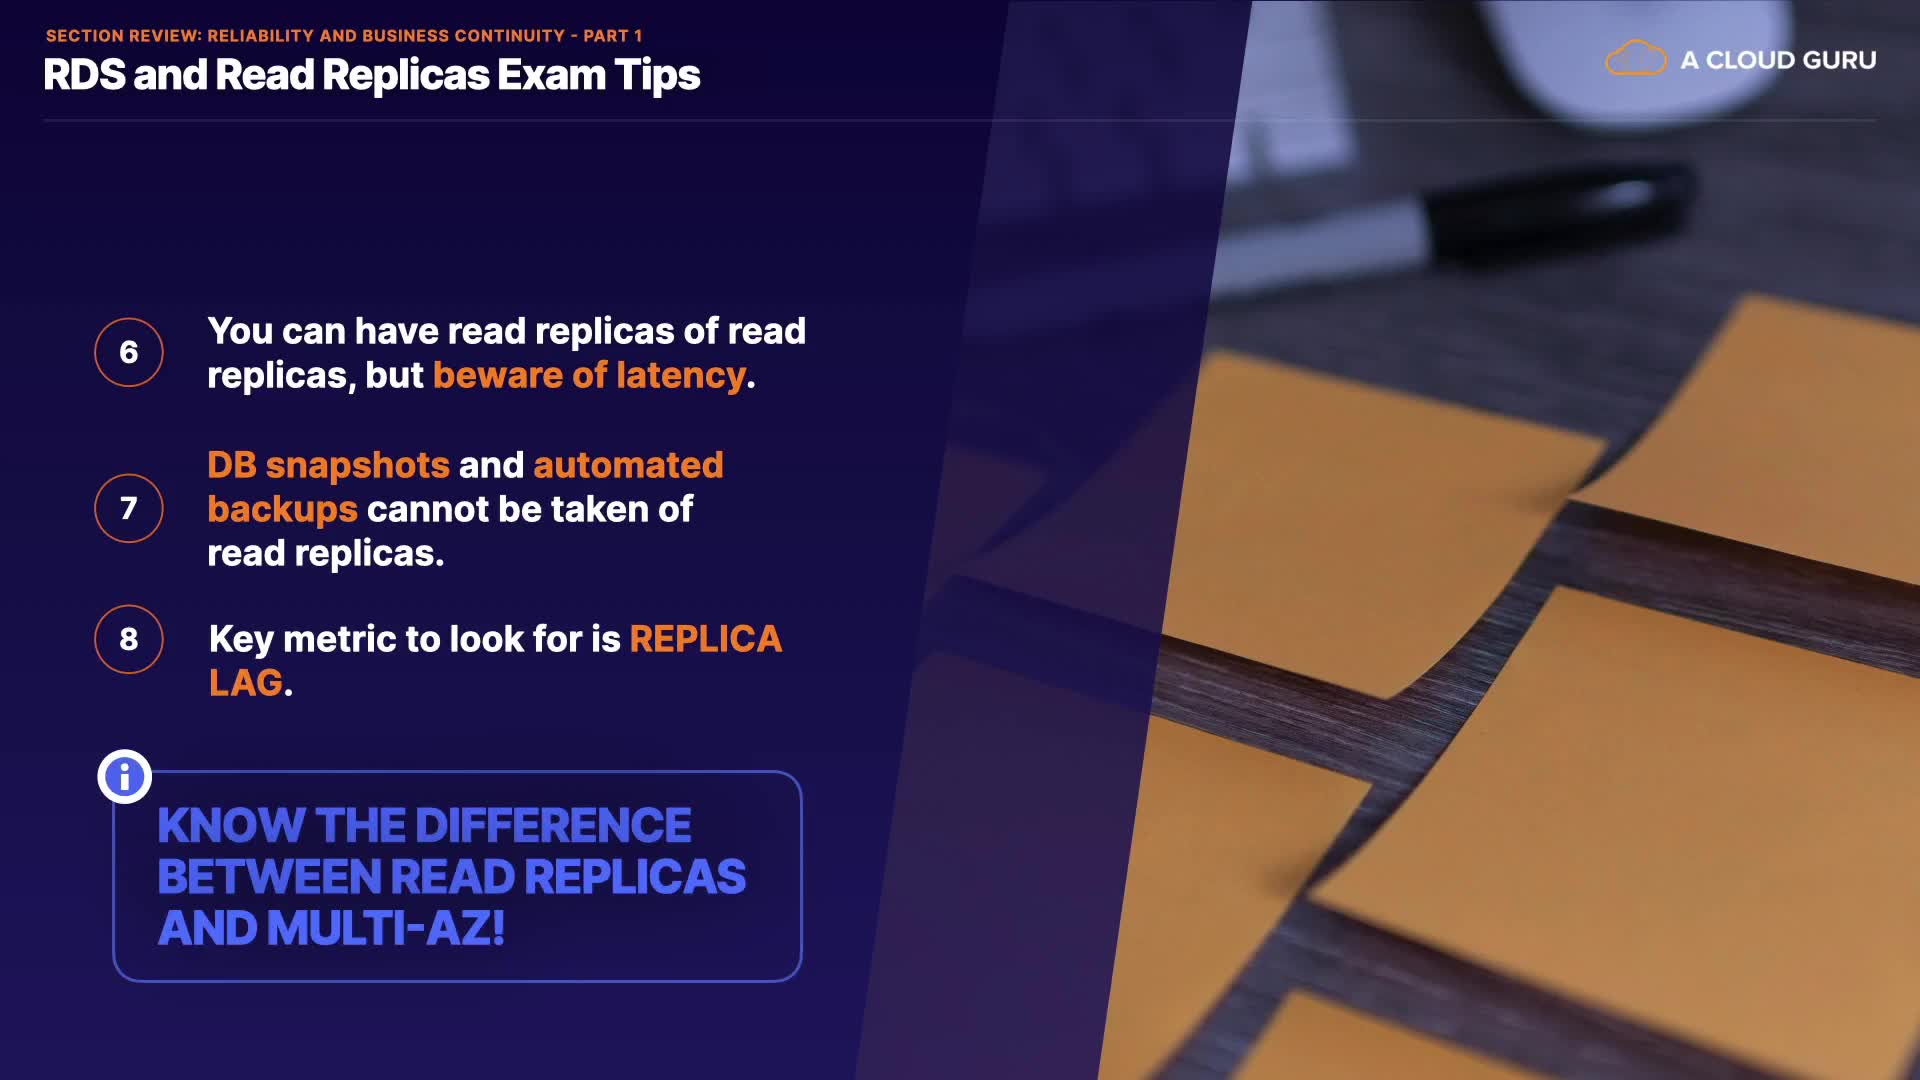 SECTION REVIEW: RELIABILITY AND BUSINESS CONTINUITY - PART 1
RDS and Read Replicas Exam Tips
A CLOUD GURU
6
You can have read replicas of read
replicas, but beware of latency.
7
DB snapshots and automated
backups cannot be taken of
read replicas.
8
Key metric to look for is REPLICA
LAG.
i
KNOW THE DIFFERENCE
BETWEEN READ REPLICAS
AND MULTI-AZ!